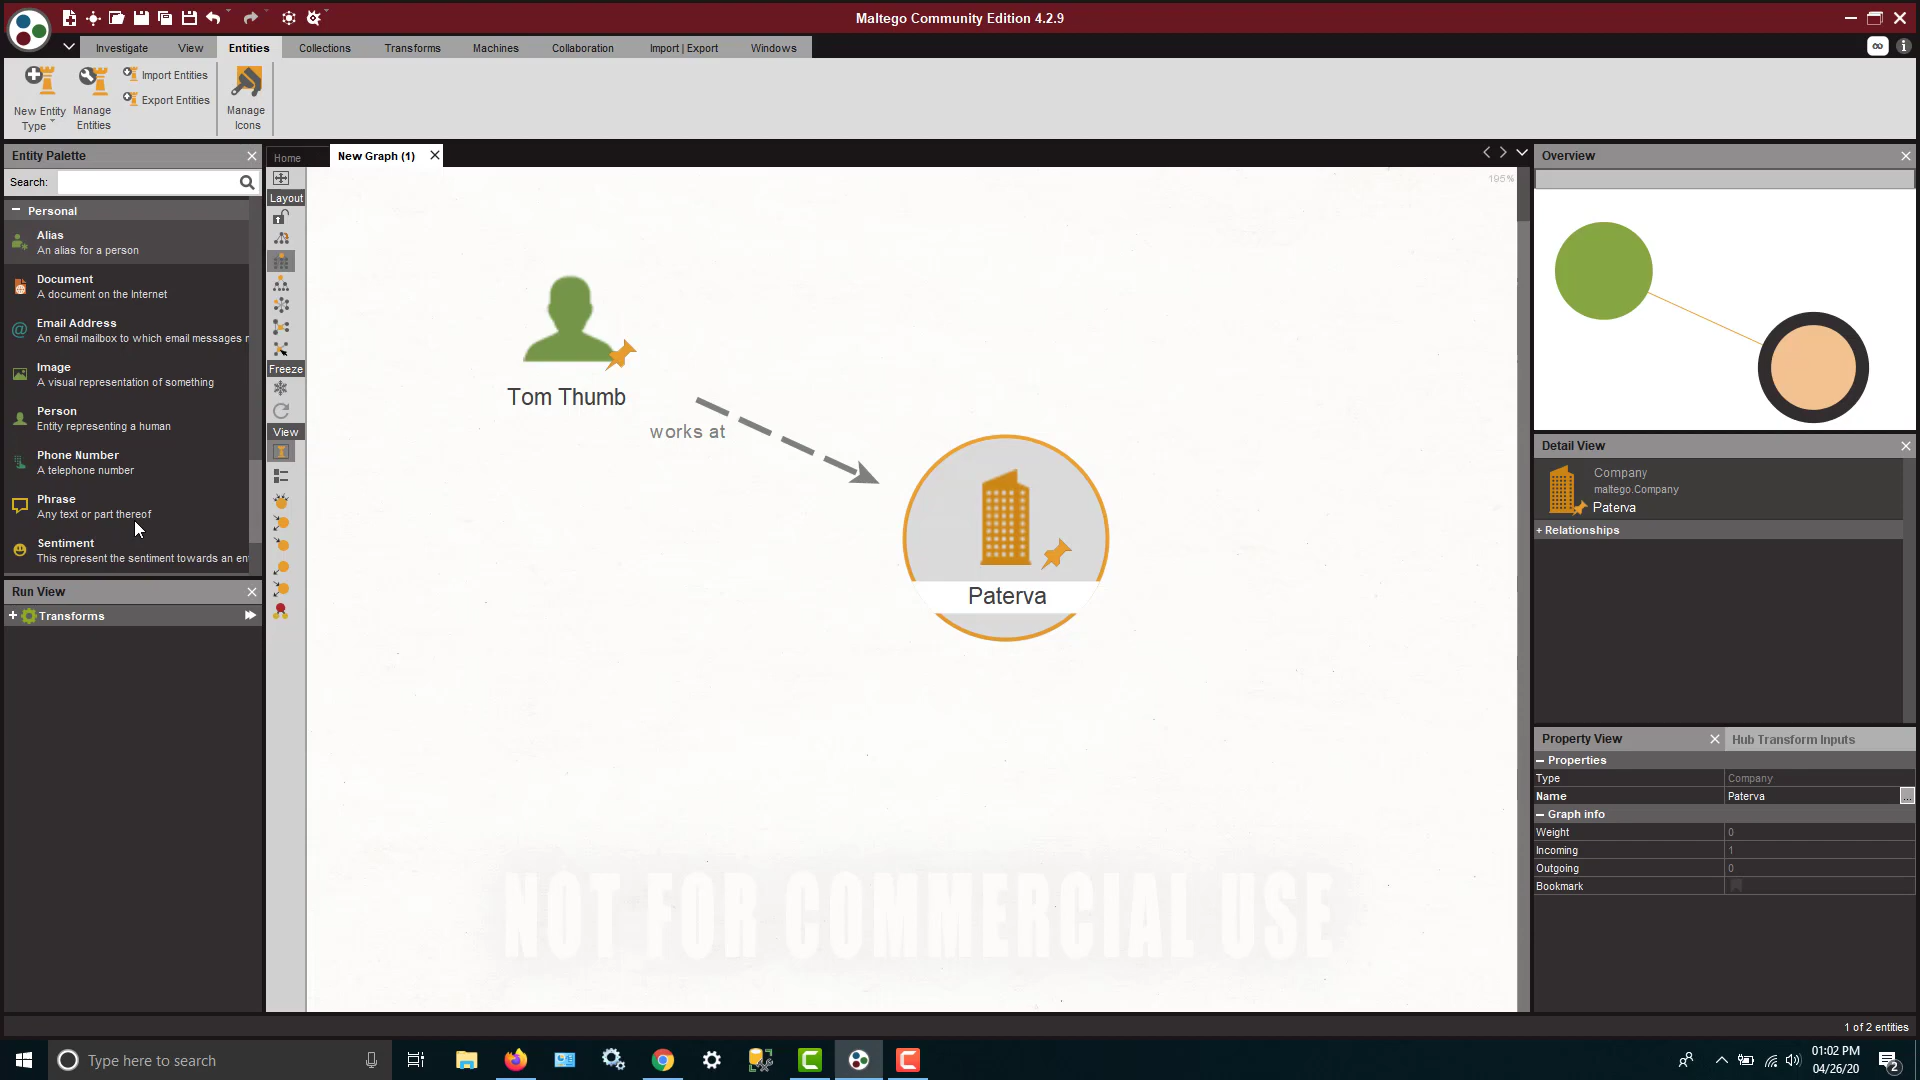 Maltego Community Edition 4.2.9
Investigate View Entities Collections Transforms Machines Collaboration Import | Export Windows
New Entity Type
Manage Entities
Import Entities
Export Entities
Manage Icons
Entity Palette
Search:
Personal
Alias
An alias for a person
Document
A document on the Internet
Email Address
An email mailbox to which email messages
Image
A visual representation of something
Person
Entity representing a human
Phone Number
A telephone number
Phrase
Any text or part thereof
Sentiment
This represent the sentiment towards an en
Run View
Transforms
Home
New Graph (1)
Layout
Freeze
View
195%
Tom Thumb
works at
Paterva
NOT FOR COMMERCIAL USE
Overview
Detail View
Company
maltego.Company
Paterva
+ Relationships
Property View
Hub Transform Inputs
Properties
Type Company
Name Paterva
...
Graph info
Weight 0
Incoming 1
Outgoing 0
Bookmark
1 of 2 entities
Type here to search
01:02 PM
04/26/20
2